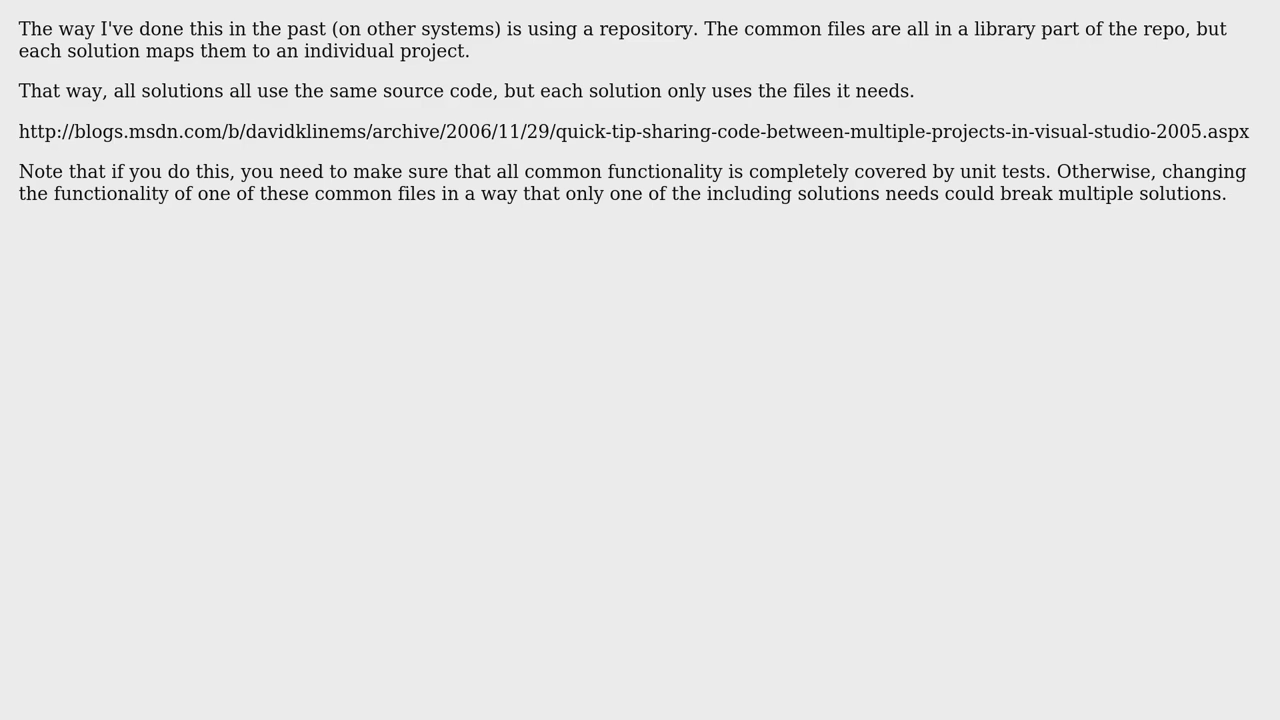 The way I've done this in the past (on other systems) is using a repository. The common files are all in a library part of the repo, but
each solution maps them to an individual project.
That way, all solutions all use the same source code, but each solution only uses the files it needs.
http://blogs.msdn.com/b/davidklinems/archive/2006/11/29/quick-tip-sharing-code-between-multiple-projects-in-visual-studio-2005.aspx
Note that if you do this, you need to make sure that all common functionality is completely covered by unit tests. Otherwise, changing
the functionality of one of these common files in a way that only one of the including solutions needs could break multiple solutions.